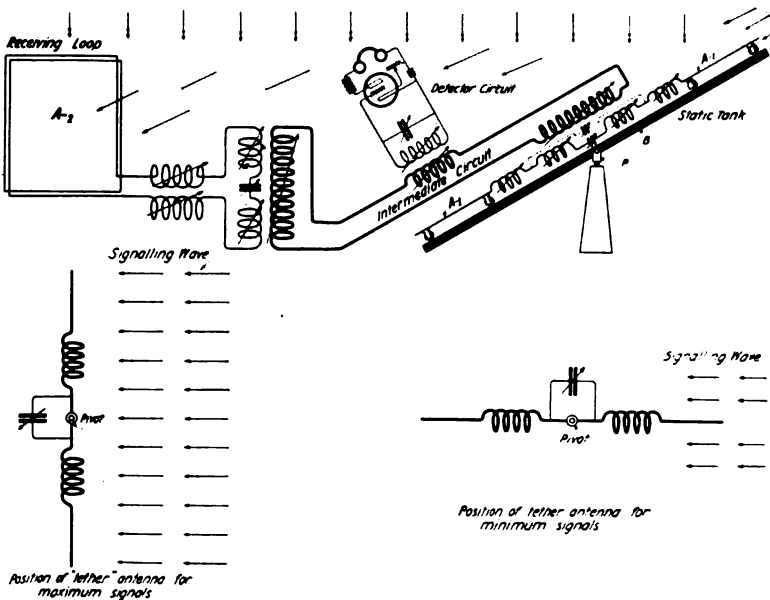 Receiving Loop
A-2
Detector Circuit
A-1
Static Tank
B
P
Intermediate Circuit
A-1
Signalling Wave
Pivot
Position of "tether" antenna for
maximum signals
Signalling Wave
Pivot
Position of tether antenna for
minimum signals